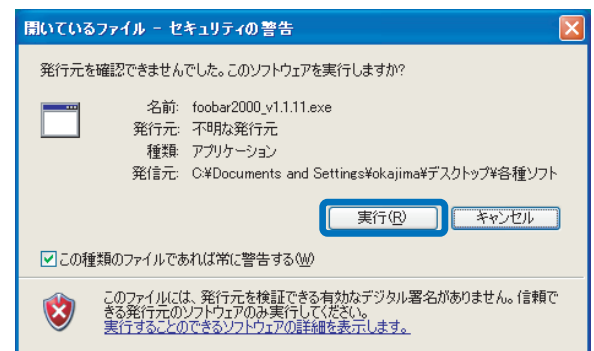 開いているファイル - セキュリティの警告
発行元を確認できませんでした。このソフトウェアを実行しますか?
名前: foobar2000_v1.1.11.exe
発行元: 不明な発行元
種類: アプリケーション
発信元: C:¥Documents and Settings¥okajima¥デスクトップ¥各種ソフト
実行(R) キャンセル
この種類のファイルであれば常に警告する(W)
このファイルには、発行元を検証できる有効なデジタル署名がありません。信頼で
きる発行元のソフトウェアのみ実行してください。
実行することのできるソフトウェアの詳細を表示します。